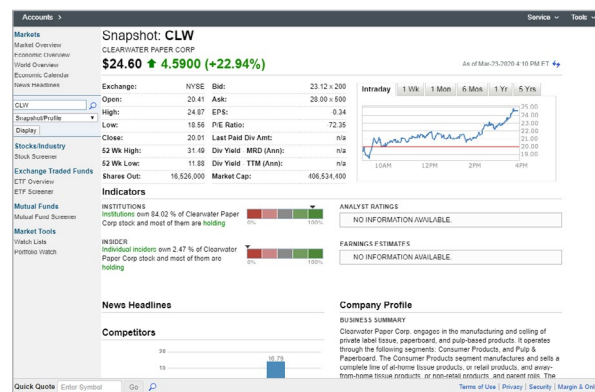 Accounts >
Service
Tools
Markets
Market Overview
Economic Overview
World Overview
Economic Calendar
News Headlines
CLW
Snapshot/Profile
Display
Stocks/Industry
Stock Screener
Exchange Traded Funds
ETF Overview
ETF Screener
Mutual Funds
Mutual Fund Screener
Market Tools
Watch Lists
Portfolio Watch
Snapshot: CLW
CLEARWATER PAPER CORP
$24.60 4.5900 (+22.94%)
As of Mar-23-2020 4:10 PM ET
Exchange: NYSE Bid: 23.12 x 200
Open: 20.41 Ask: 28.00 x 500
High: 24.87 EPS: -0.34
Low: 18.56 P/E Ratio: -72.35
Close: 20.01 Last Paid Div Amt: n/a
52 Wk High: 31.49 Div Yield - MRD (Ann): n/a
52 Wk Low: 11.88 Div Yield - TTM (Ann): n/a
Shares Out: 16,526,000 Market Cap: 406,534,400
Intraday 1 Wk 1 Mon 6 Mos 1 Yr 5 Yrs
25.00
24.00
23.00
22.00
21.00
20.00
19.00
10AM 12PM 2PM 4PM
Indicators
INSTITUTIONS
Institutions own 84.02 % of Clearwater Paper
Corp stock and most of them are holding
0% 100%
INSIDER
Individual insiders own 2.47 % of Clearwater
Paper Corp stock and most of them are
holding
0% 100%
ANALYST RATINGS
NO INFORMATION AVAILABLE.
EARNINGS ESTIMATES
NO INFORMATION AVAILABLE.
News Headlines
Competitors
16.79
Company Profile
BUSINESS SUMMARY
Clearwater Paper Corp. engages in the manufacturing and selling of
private label tissue, paperboard, and pulp-based products. It operates
through the following segments: Consumer Products, and Pulp &
Paperboard. The Consumer Products segment manufactures and sells a
complete line of at-home tissue products, or retail products, and away-
from-home tissue products, or non-retail products, and parent rolls. The
Quick Quote Enter Symbol Go
Terms of Use | Privacy | Security | Margin & Onli